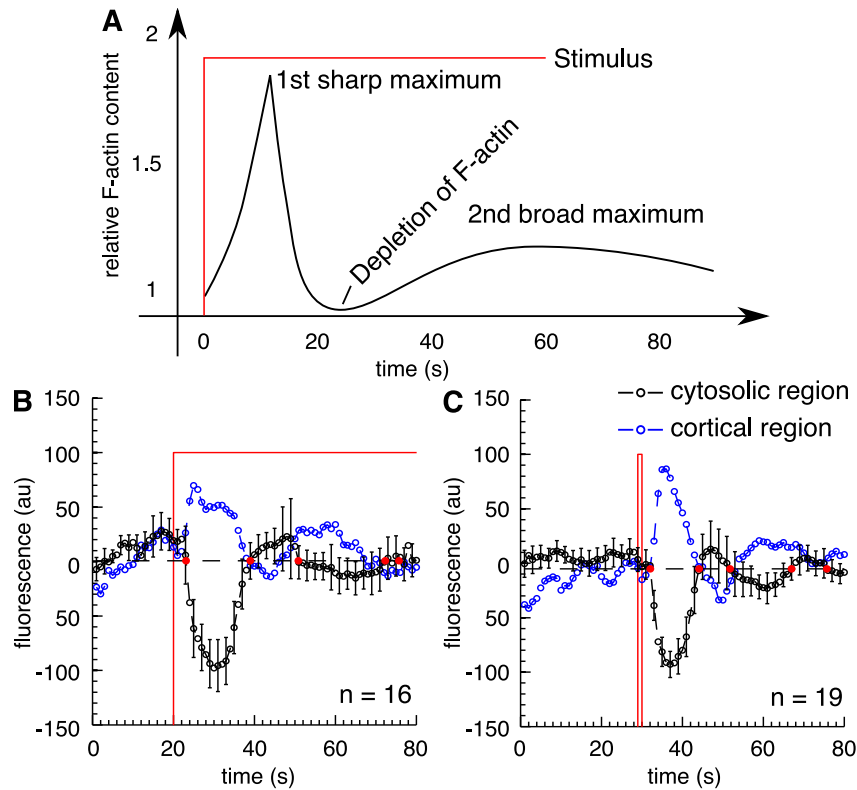 A
relative F-actin content
2
1.5
1
Stimulus
1st sharp maximum
Depletion of F-actin
2nd broad maximum
0 20 40 60 80
time (s)
B
fluorescence (au)
150
100
50
0
-50
-100
-150
n = 16
0 20 40 60 80
time (s)
C
cytosolic region
cortical region
fluorescence (au)
150
100
50
0
50
-100
-150
n = 19
0 20 40 60 80
time (s)